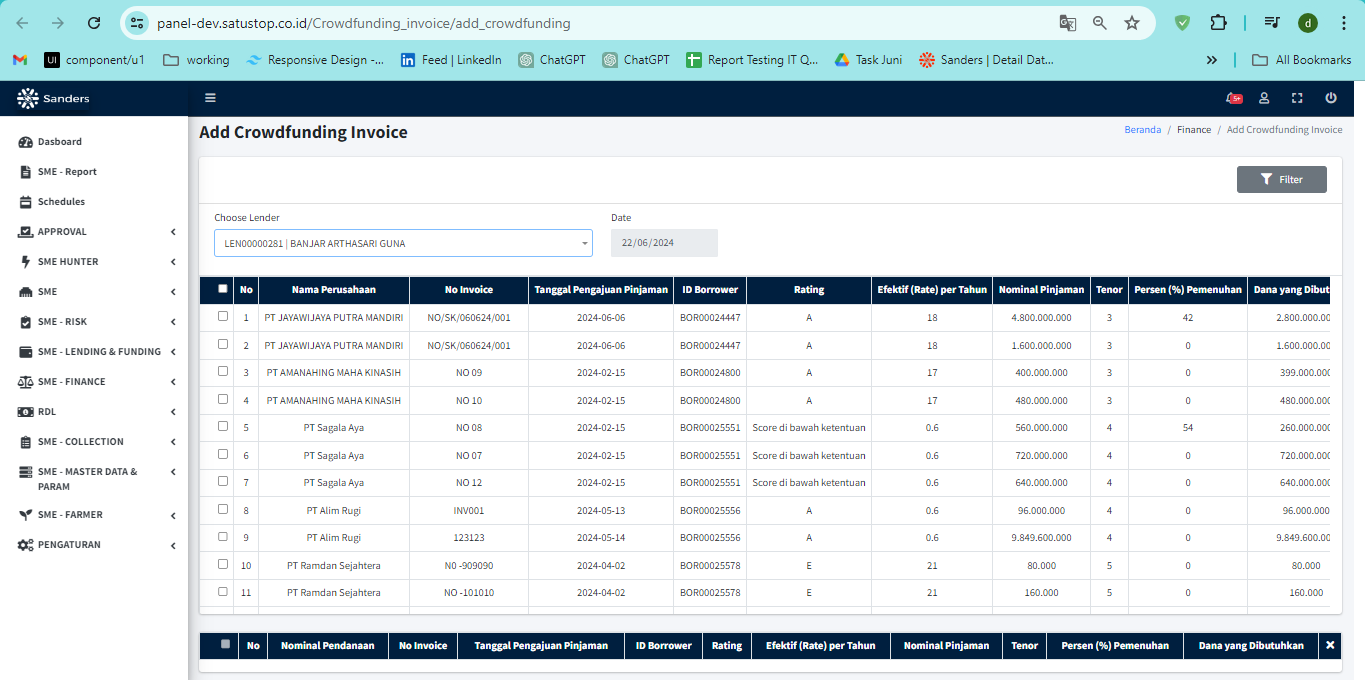 panel-dev.satustop.co.id/Crowdfunding_invoice/add_crowdfunding
d
UI component/u1 working Responsive Design -... Feed | LinkedIn ChatGPT ChatGPT Report Testing IT Q... Task Juni Sanders | Detail Dat... » All Bookmarks
Sanders
5+
Add Crowdfunding Invoice
Beranda / Finance / Add Crowdfunding Invoice
Dasboard
SME - Report
Schedules
APPROVAL
SME HUNTER
SME
SME - RISK
SME - LENDING & FUNDING
SME - FINANCE
RDL
SME - COLLECTION
SME - MASTER DATA &
PARAM
SME - FARMER
PENGATURAN
Filter
Choose Lender Date
LEN00000281 | BANJAR ARTHASARI GUNA 22/06/2024
No Nama Perusahaan No Invoice Tanggal Pengajuan Pinjaman ID Borrower Rating Efektif (Rate) per Tahun Nominal Pinjaman Tenor Persen (%) Pemenuhan Dana yang Dibut
1 PT JAYAWIJAYA PUTRA MANDIRI NO/SK/060624/001 2024-06-06 BOR00024447 A 18 4.800.000.000 3 42 2.800.000.00
2 PT JAYAWIJAYA PUTRA MANDIRI NO/SK/060624/001 2024-06-06 BOR00024447 A 18 1.600.000.000 3 0 1.600.000.00
3 PT AMANAHING MAHA KINASIH NO 09 2024-02-15 BOR00024800 A 17 400.000.000 3 0 399.000.000
4 PT AMANAHING MAHA KINASIH NO 10 2024-02-15 BOR00024800 A 17 480.000.000 3 0 480.000.000
5 PT Sagala Aya NO 08 2024-02-15 BOR00025551 Score di bawah ketentuan 0.6 560.000.000 4 54 260.000.000
6 PT Sagala Aya NO 07 2024-02-15 BOR00025551 Score di bawah ketentuan 0.6 720.000.000 4 0 720.000.000
7 PT Sagala Aya NO 12 2024-02-15 BOR00025551 Score di bawah ketentuan 0.6 640.000.000 4 0 640.000.000
8 PT Alim Rugi INV001 2024-05-13 BOR00025556 A 0.6 96.000.000 4 0 96.000.000
9 PT Alim Rugi 123123 2024-05-14 BOR00025556 A 0.6 9.849.600.000 4 0 9.849.600.00
10 PT Ramdan Sejahtera N0 -909090 2024-04-02 BOR00025578 E 21 80.000 5 0 80.000
11 PT Ramdan Sejahtera NO -101010 2024-04-02 BOR00025578 E 21 160.000 5 0 160.000
No Nominal Pendanaan No Invoice Tanggal Pengajuan Pinjaman ID Borrower Rating Efektif (Rate) per Tahun Nominal Pinjaman Tenor Persen (%) Pemenuhan Dana yang Dibutuhkan